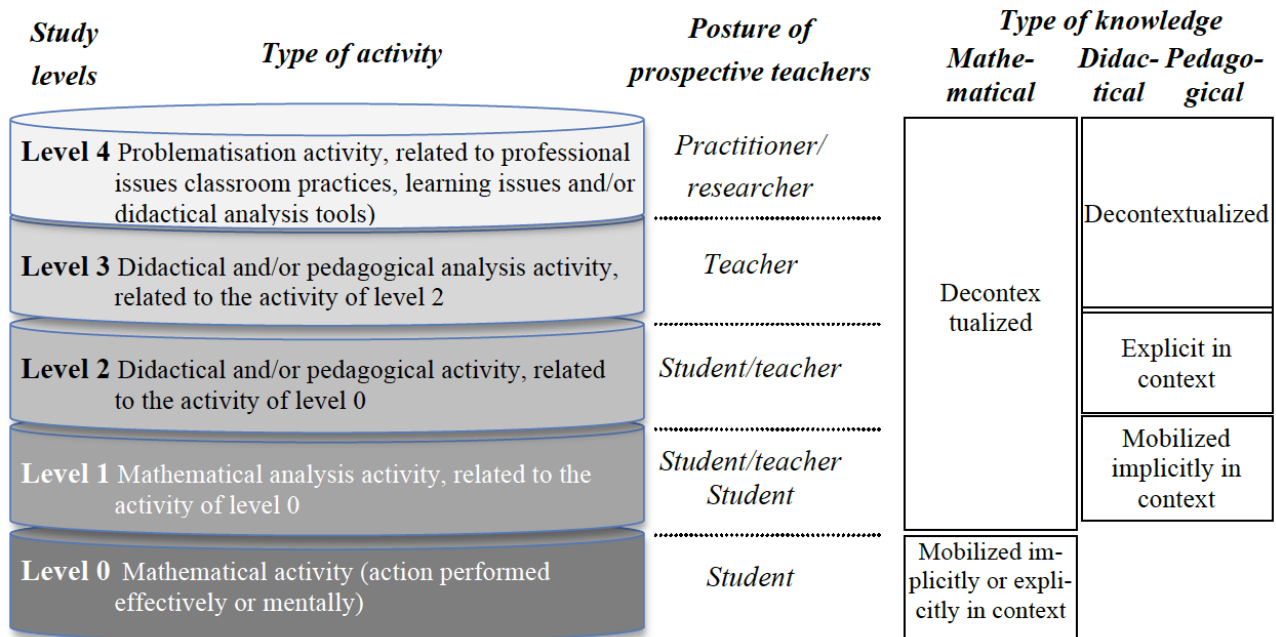 Study
levels
Type of activity
Posture of
prospective teachers
Type of knowledge
Mathe-
matical
Didac-
tical
Pedago-
gical
Level 4 Problematisation activity, related to professional
issues classroom practices, learning issues and/or
didactical analysis tools)
Practitioner/
researcher
Level 3 Didactical and/or pedagogical analysis activity,
related to the activity of level 2
Teacher
Level 2 Didactical and/or pedagogical activity, related
to the activity of level 0
Student/teacher
Level 1 Mathematical analysis activity, related to the
activity of level 0
Student/teacher
Student
Level 0 Mathematical activity (action performed
effectively or mentally)
Student
Decontex
tualized
Mobilized im-
plicitly or expli-
citly in context
Decontextualized
Explicit in
context
Mobilized
implicitly in
context